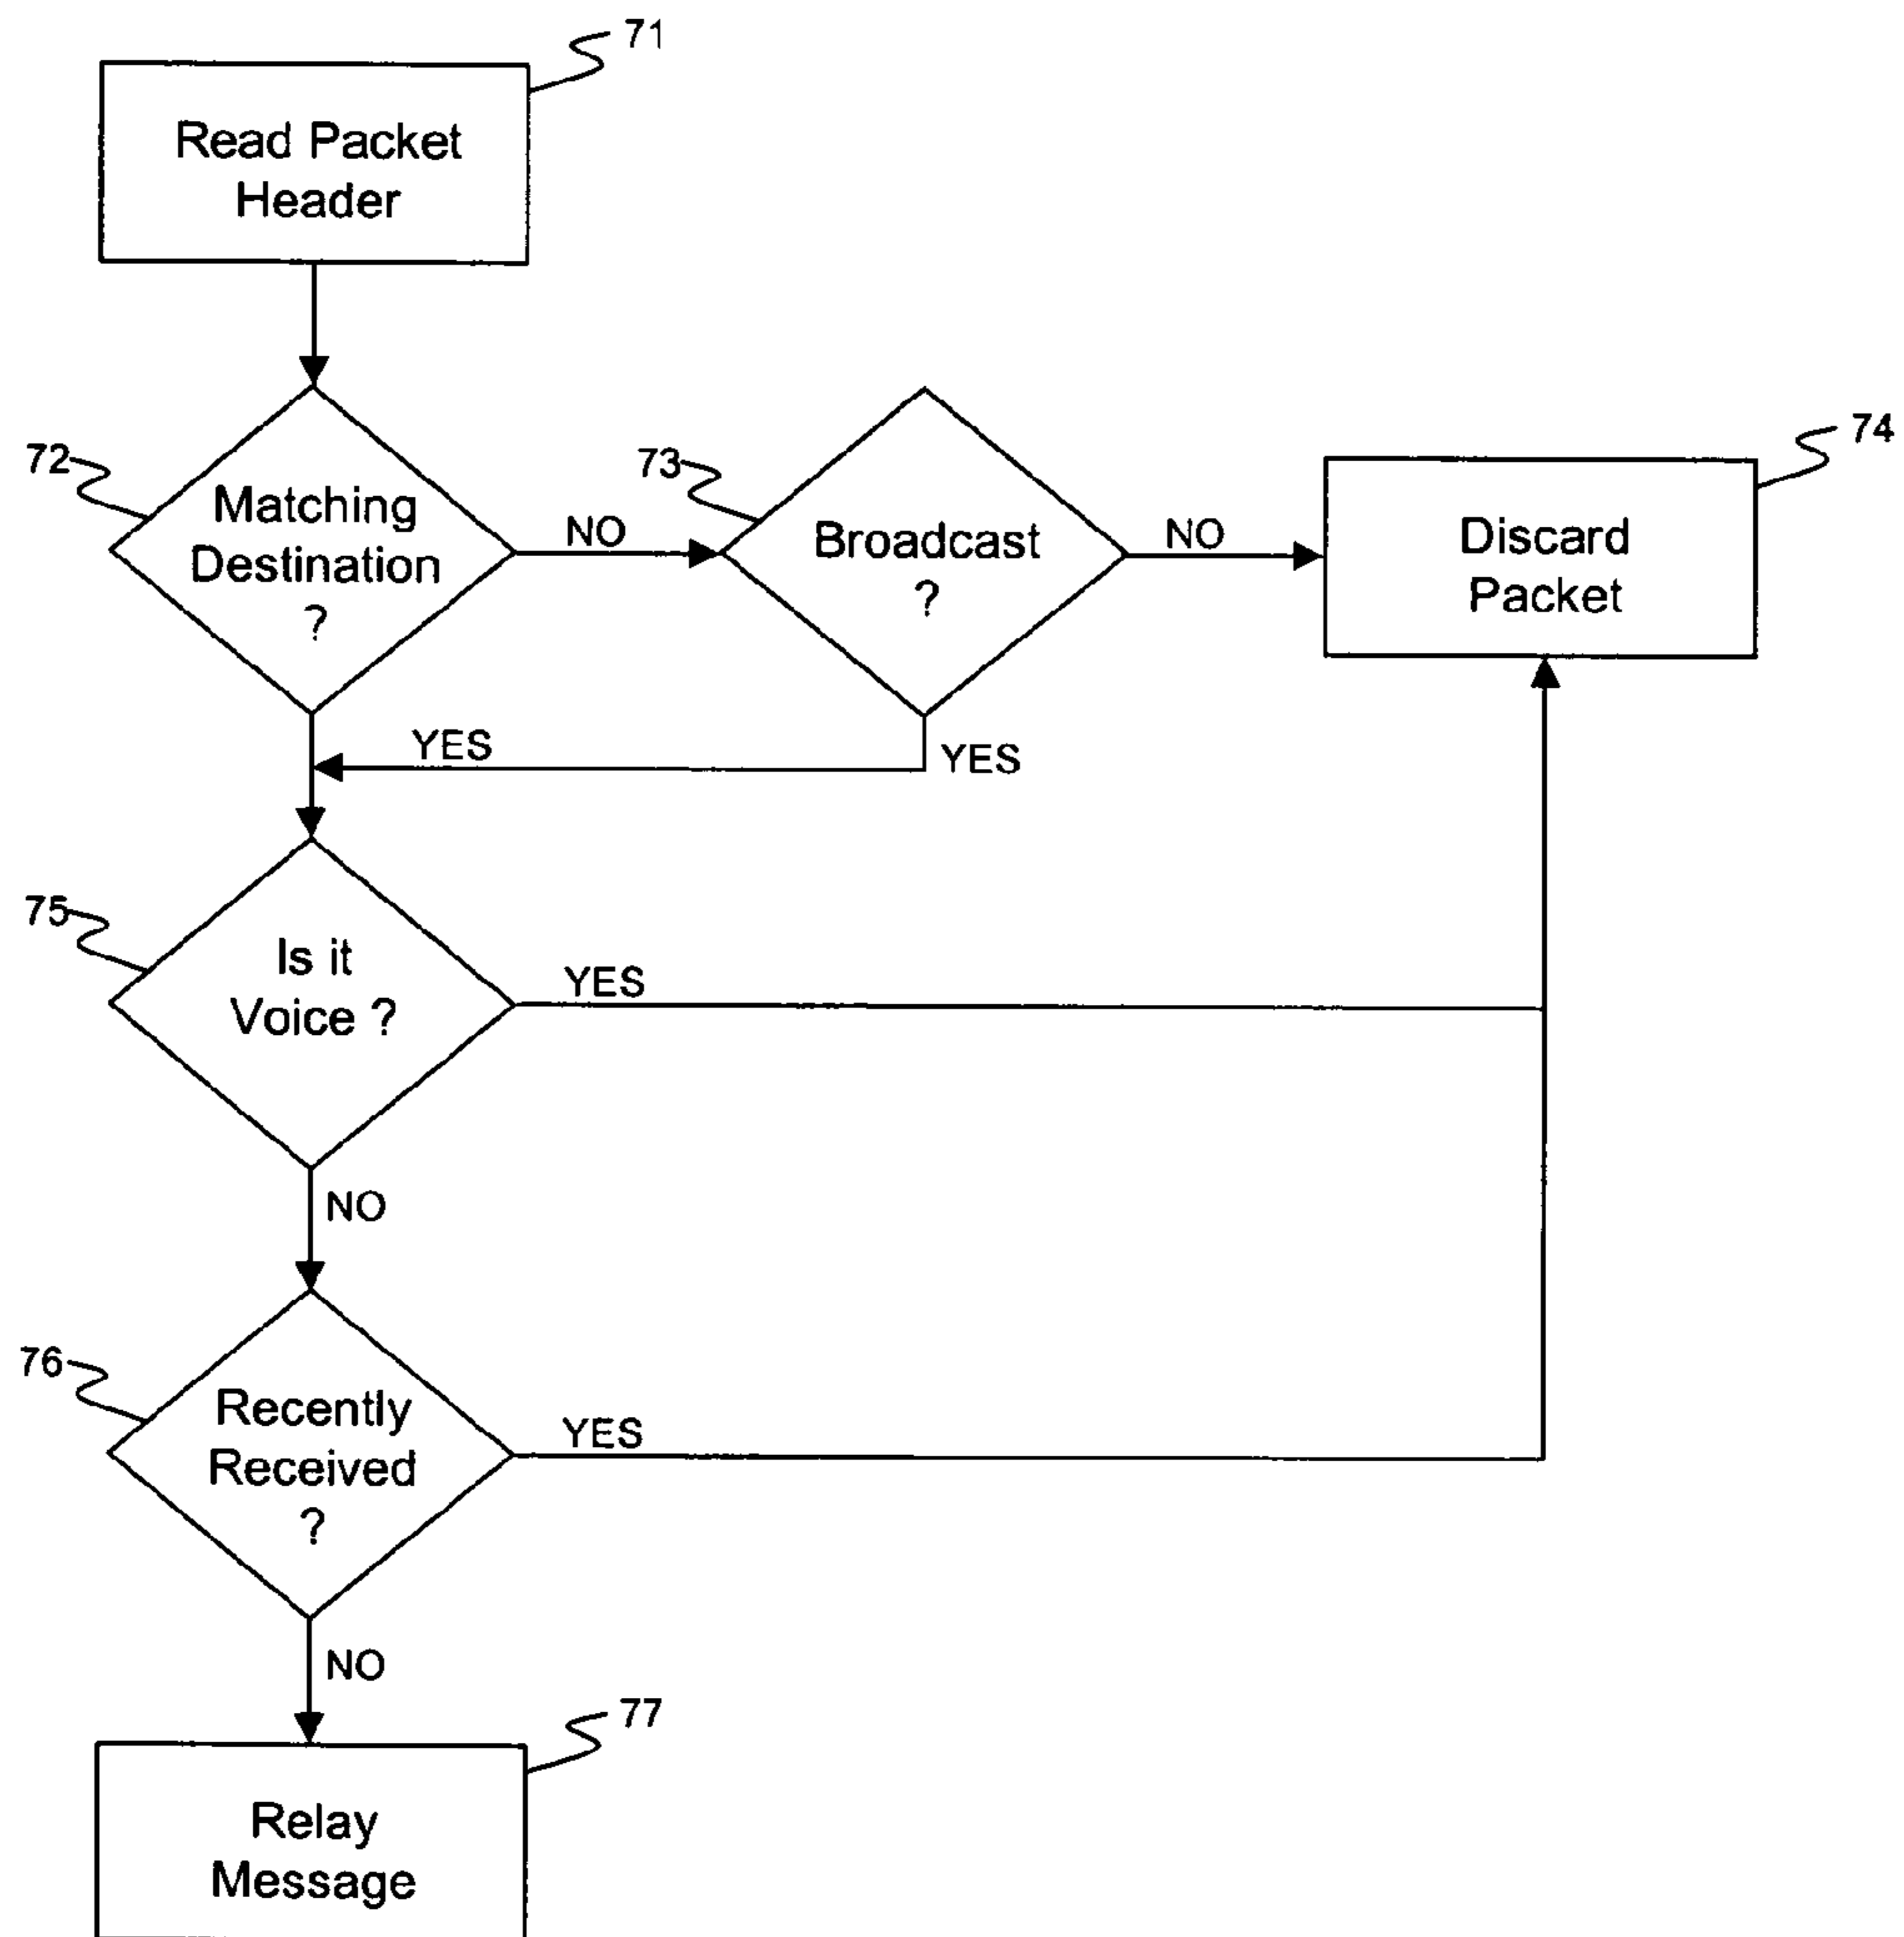 71
Read Packet
Header
72
Matching
Destination
?
NO
73
Broadcast
?
NO
74
Discard
Packet
YES
YES
75
Is it
Voice ?
YES
NO
76
Recently
Received
?
YES
NO
77
Relay
Message